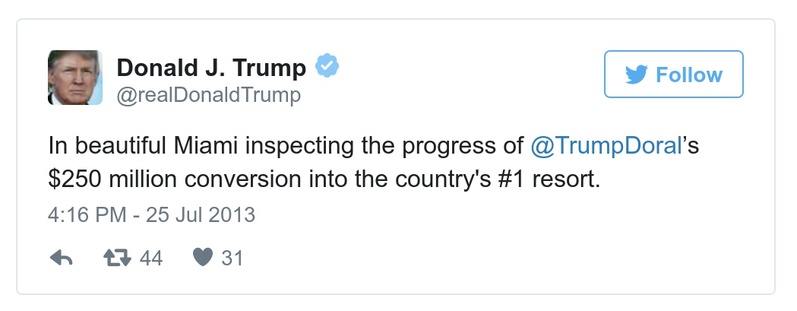 Donald J. Trump
@realDonaldTrump
Follow
In beautiful Miami inspecting the progress of @TrumpDoral’s
$250 million conversion into the country's #1 resort.
4:16 PM - 25 Jul 2013
44 31